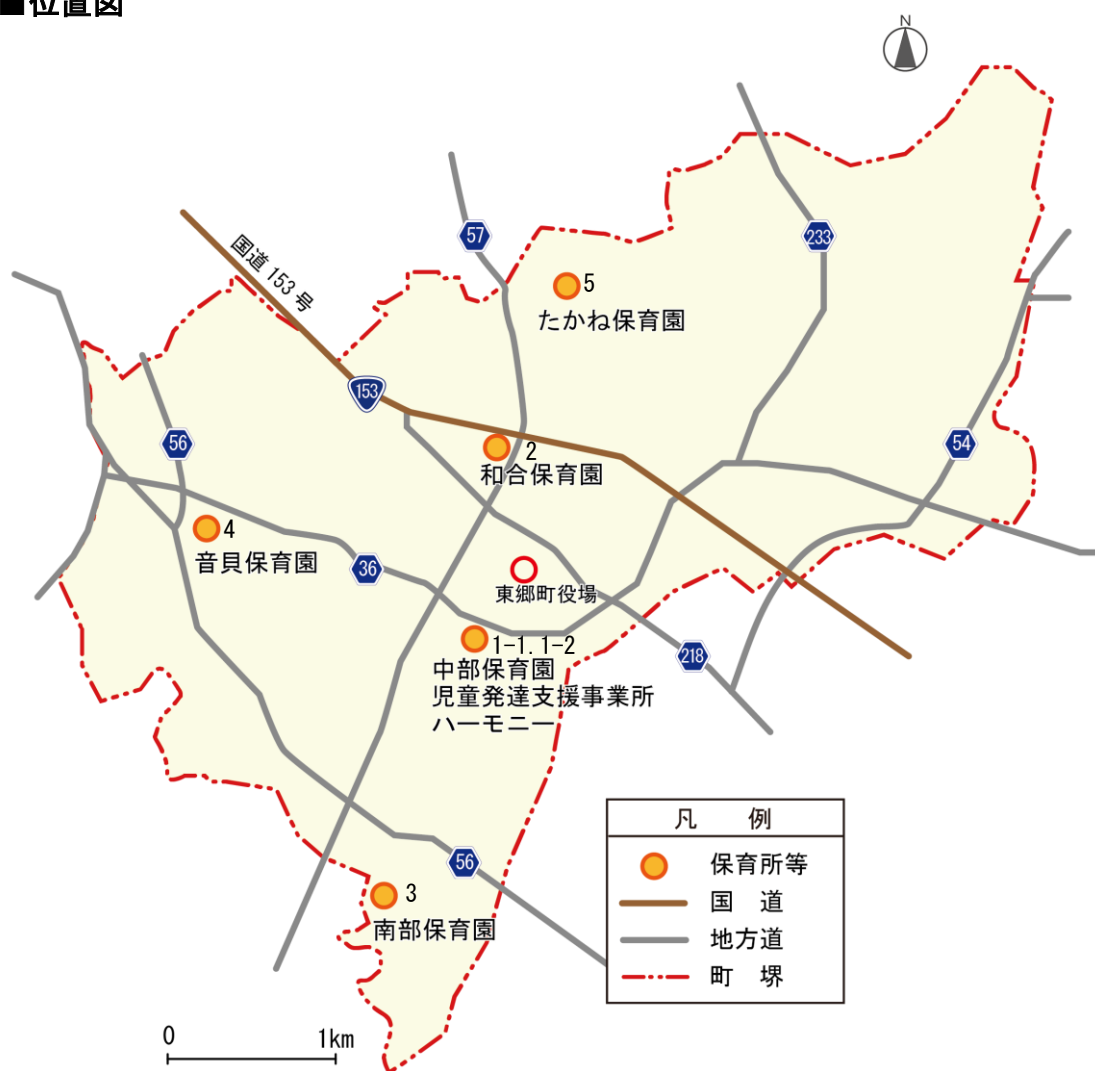 ■位置図
N
国道153号
57
233
5
たかね保育園
153
56
54
2
和合保育園
4
音貝保育園
36
東郷町役場
1-1. 1-2
中部保育園
児童発達支援事業所
ハーモニー
218
56
3
南部保育園
凡 例
保育所等
国 道
地方道
町 堺
0 1km